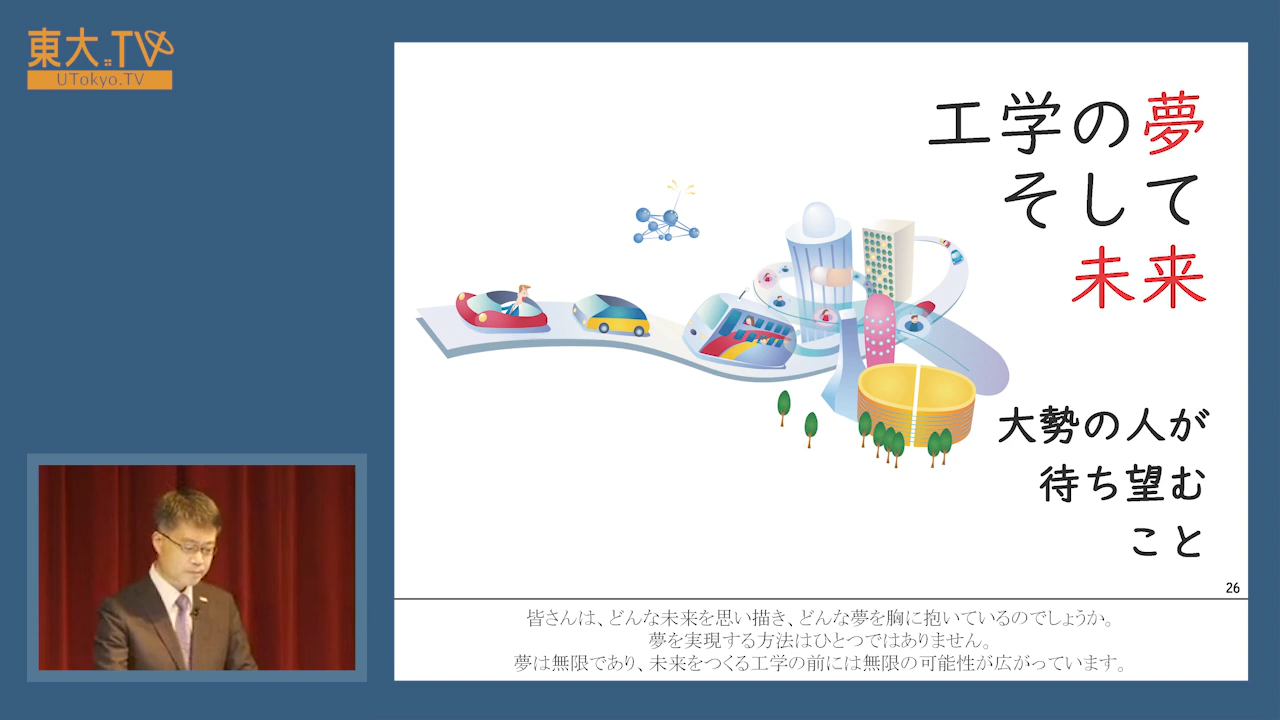 東大.TV
UTokyo.TV
工学の夢
そして
未来
大勢の人が
待ち望む
こと
26
皆さんは、どんな未来を思い描き、どんな夢を胸に抱いているのでしょうか。
夢を実現する方法はひとつではありません。
夢は無限であり、未来をつくる工学の前には無限の可能性が広がっています。